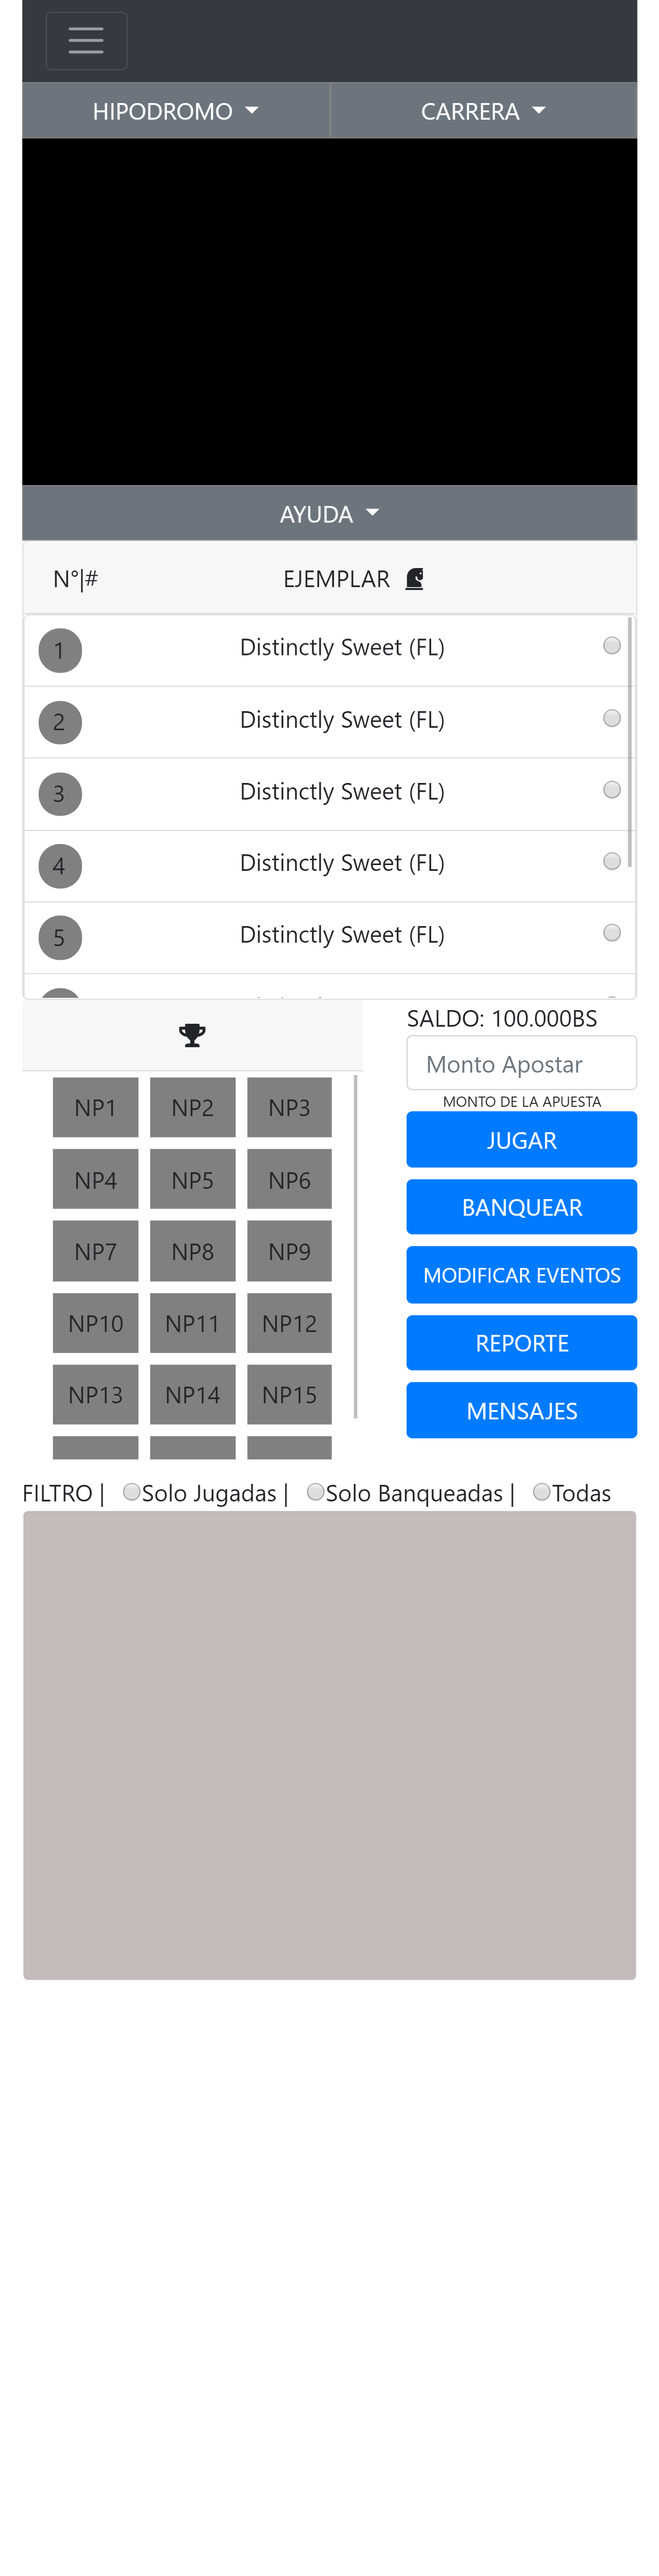 HIPODROMO
CARRERA
AYUDA
N°|# EJEMPLAR
1 Distinctly Sweet (FL)
2 Distinctly Sweet (FL)
3 Distinctly Sweet (FL)
4 Distinctly Sweet (FL)
5 Distinctly Sweet (FL)
NP1 NP2 NP3
NP4 NP5 NP6
NP7 NP8 NP9
NP10 NP11 NP12
NP13 NP14 NP15
SALDO: 100.000BS
Monto Apostar
MONTO DE LA APUESTA
JUGAR
BANQUEAR
MODIFICAR EVENTOS
REPORTE
MENSAJES
FILTRO | Solo Jugadas | Solo Banqueadas | Todas